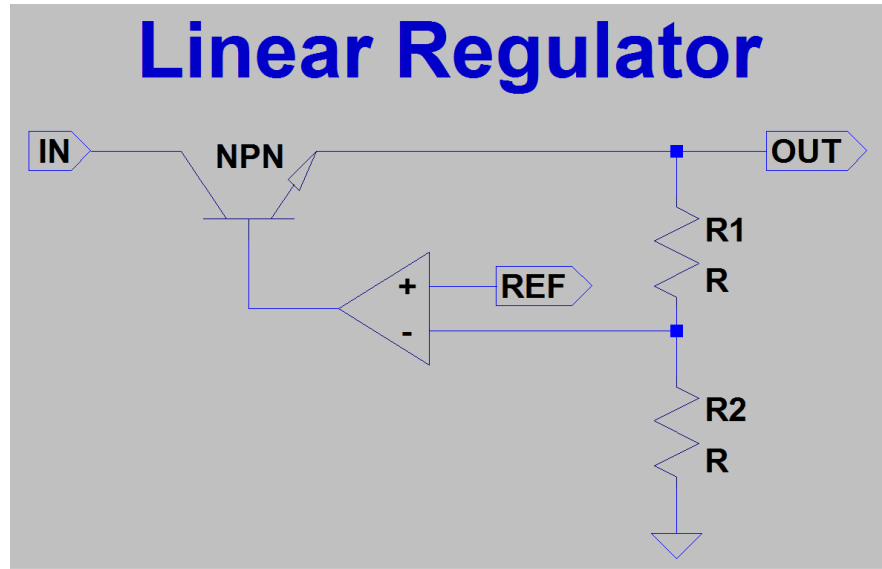 Linear Regulator
IN
NPN
OUT
R1
R
+
REF
-
R2
R